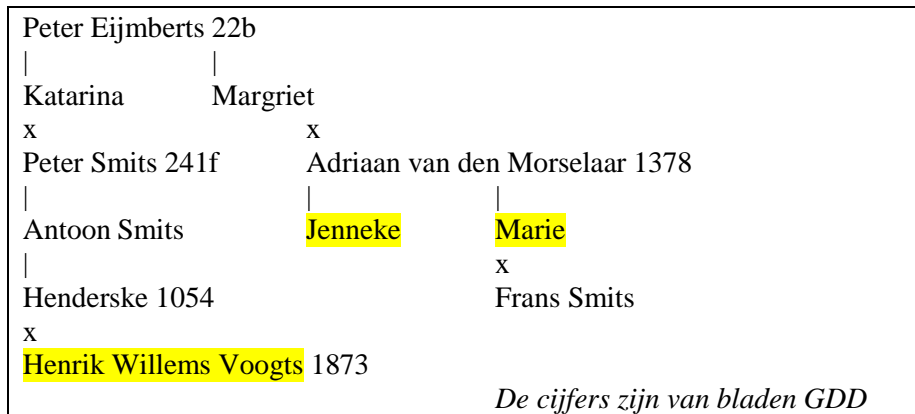 Peter Eijmberts 22b
| |
Katarina Margriet
x x
Peter Smits 241f Adriaan van den Morselaar 1378
| | |
Antoon Smits Jenneke Marie
| x
Henderske 1054 Frans Smits
x
Henrik Willems Voogts 1873
De cijfers zijn van bladen GDD